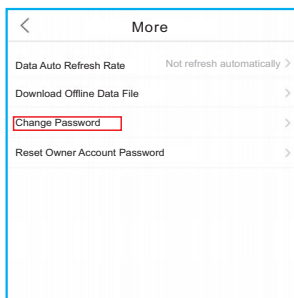 More
Data Auto Refresh Rate Not refresh automatically
Download Offline Data File
Change Password
Reset Owner Account Password